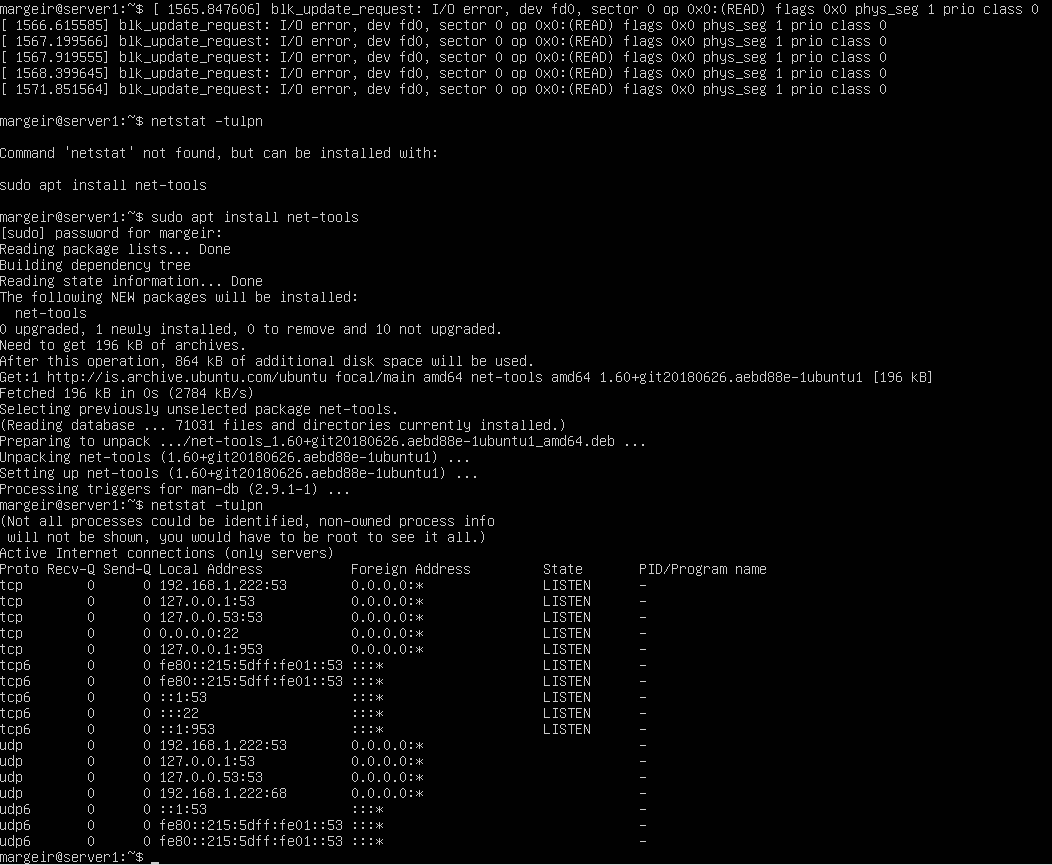 margeir@server1:~$ [ 1565.847606] blk_update_request: I/O error, dev fd0, sector 0 op 0x0:(READ) flags 0x0 phys_seg 1 prio class 0
[ 1566.615585] blk_update_request: I/O error, dev fd0, sector 0 op 0x0:(READ) flags 0x0 phys_seg 1 prio class 0
[ 1567.199566] blk_update_request: I/O error, dev fd0, sector 0 op 0x0:(READ) flags 0x0 phys_seg 1 prio class 0
[ 1567.919555] blk_update_request: I/O error, dev fd0, sector 0 op 0x0:(READ) flags 0x0 phys_seg 1 prio class 0
[ 1568.399645] blk_update_request: I/O error, dev fd0, sector 0 op 0x0:(READ) flags 0x0 phys_seg 1 prio class 0
[ 1571.851564] blk_update_request: I/O error, dev fd0, sector 0 op 0x0:(READ) flags 0x0 phys_seg 1 prio class 0
margeir@server1:~$ netstat -tulpn
Command 'netstat' not found, but can be installed with:
sudo apt install net-tools
margeir@server1:~$ sudo apt install net-tools
[sudo] password for margeir:
Reading package lists... Done
Building dependency tree
Reading state information... Done
The following NEW packages will be installed:
  net-tools
0 upgraded, 1 newly installed, 0 to remove and 10 not upgraded.
Need to get 196 kB of archives.
After this operation, 864 kB of additional disk space will be used.
Get:1 http://is.archive.ubuntu.com/ubuntu focal/main amd64 net-tools amd64 1.60+git20180626.aebd88e-1ubuntu1 [196 kB]
Fetched 196 kB in 0s (2784 kB/s)
Selecting previously unselected package net-tools.
(Reading database ... 71031 files and directories currently installed.)
Preparing to unpack .../net-tools_1.60+git20180626.aebd88e-1ubuntu1_amd64.deb ...
Unpacking net-tools (1.60+git20180626.aebd88e-1ubuntu1) ...
Setting up net-tools (1.60+git20180626.aebd88e-1ubuntu1) ...
Processing triggers for man-db (2.9.1-1) ...
margeir@server1:~$ netstat -tulpn
(Not all processes could be identified, non-owned process info
 will not be shown, you would have to be root to see it all.)
Active Internet connections (only servers)
Proto Recv-Q Send-Q Local Address           Foreign Address         State       PID/Program name
tcp        0      0 192.168.1.222:53        0.0.0.0:*               LISTEN      -
tcp        0      0 127.0.0.1:53            0.0.0.0:*               LISTEN      -
tcp        0      0 127.0.0.53:53           0.0.0.0:*               LISTEN      -
tcp        0      0 0.0.0.0:22              0.0.0.0:*               LISTEN      -
tcp        0      0 127.0.0.1:953           0.0.0.0:*               LISTEN      -
tcp6       0      0 fe80::215:5dff:fe01::53 :::*                    LISTEN      -
tcp6       0      0 fe80::215:5dff:fe01::53 :::*                    LISTEN      -
tcp6       0      0 ::1:53                  :::*                    LISTEN      -
tcp6       0      0 :::22                   :::*                    LISTEN      -
tcp6       0      0 ::1:953                 :::*                    LISTEN      -
udp        0      0 192.168.1.222:53        0.0.0.0:*                           -
udp        0      0 127.0.0.1:53            0.0.0.0:*                           -
udp        0      0 127.0.0.53:53           0.0.0.0:*                           -
udp        0      0 192.168.1.222:68        0.0.0.0:*                           -
udp6       0      0 ::1:53                  :::*                                -
udp6       0      0 fe80::215:5dff:fe01::53 :::*                                -
udp6       0      0 fe80::215:5dff:fe01::53 :::*                                -
margeir@server1:~$ _